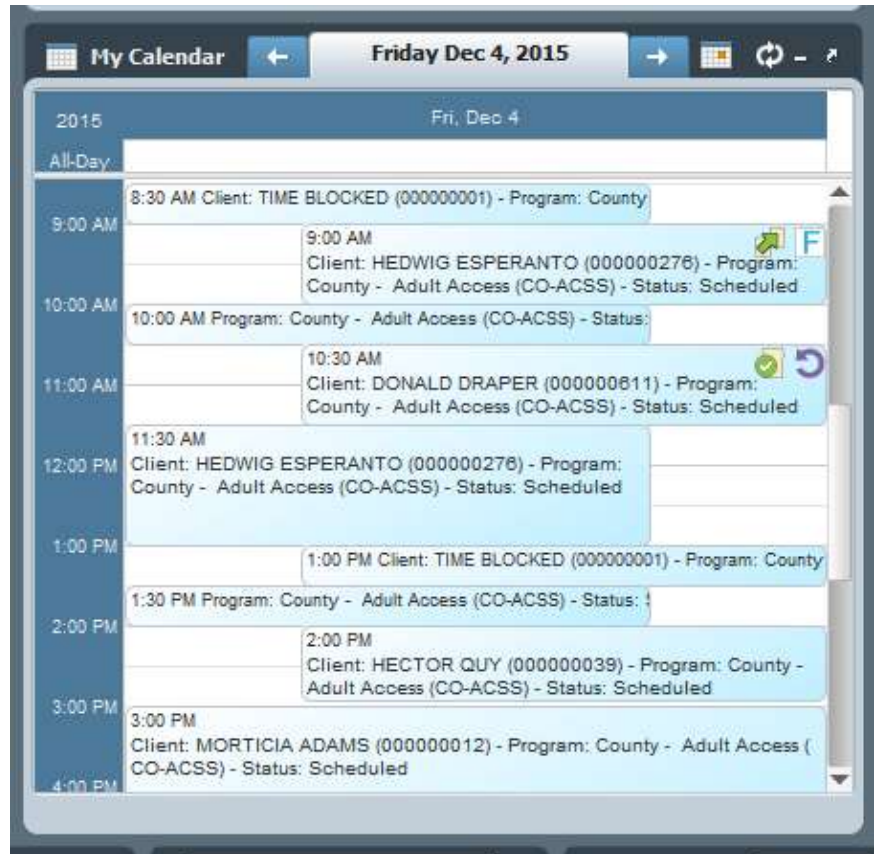 My Calendar
Friday Dec 4, 2015
2015
Fri, Dec 4
All-Day
8:30 AM Client: TIME BLOCKED (000000001) - Program: County
9:00 AM
9:00 AM
F
Client: HEDWIG ESPERANTO (000000276) - Program:
County - Adult Access (CO-ACSS) - Status: Scheduled
10:00 AM
10:00 AM Program: County - Adult Access (CO-ACSS) - Status:
10:30 AM
11:00 AM
Client: DONALD DRAPER (000000611) - Program:
County - Adult Access (CO-ACSS) - Status: Scheduled
11:30 AM
12:00 PM
Client: HEDWIG ESPERANTO (000000276) - Program:
County - Adult Access (CO-ACSS) - Status: Scheduled
1:00 PM
1:00 PM Client: TIME BLOCKED (000000001) - Program: County
1:30 PM Program: County - Adult Access (CO-ACSS) - Status:
2:00 PM
2:00 PM
Client: HECTOR QUY (000000039) - Program: County -
Adult Access (CO-ACSS) - Status: Scheduled
3:00 PM
3:00 PM
Client: MORTICIA ADAMS (000000012) - Program: County - Adult Access (
CO-ACSS) - Status: Scheduled
4:00 PM